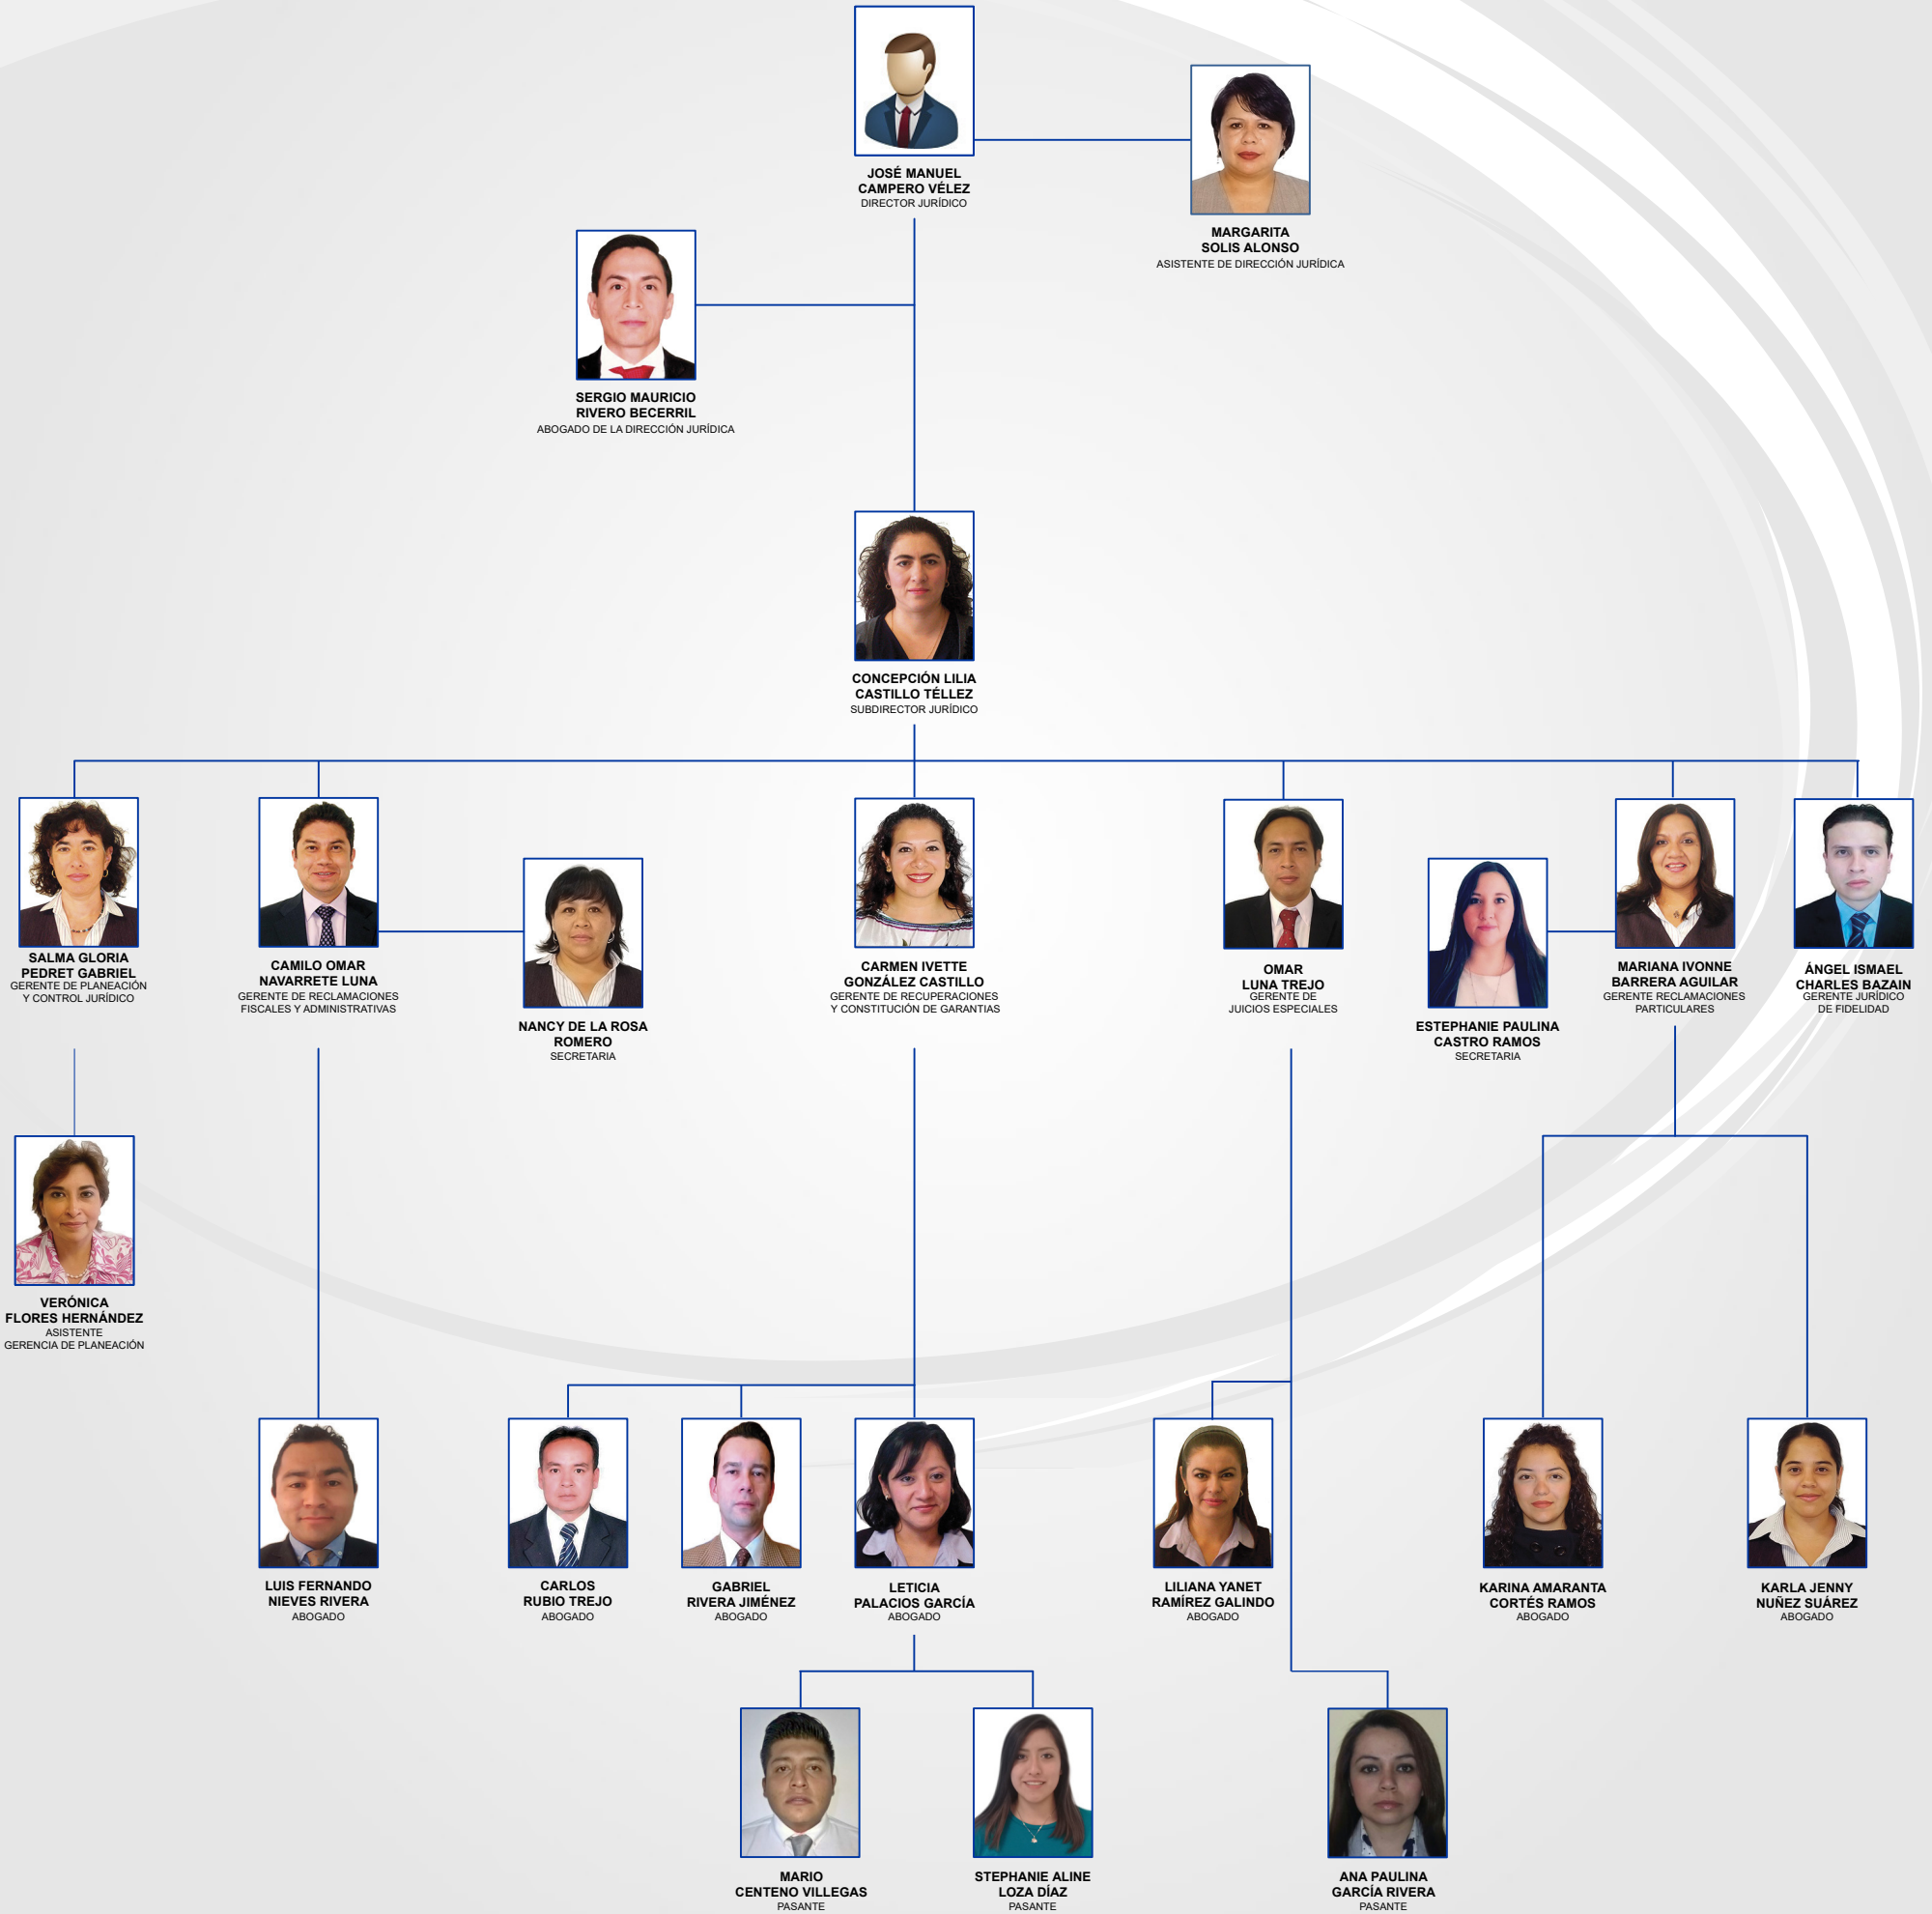 JOSÉ MANUEL
CAMPERO VÉLEZ
DIRECTOR JURÍDICO
MARGARITA
SOLIS ALONSO
ASISTENTE DE DIRECCIÓN JURÍDICA
SERGIO MAURICIO
RIVERO BECERRIL
ABOGADO DE LA DIRECCIÓN JURÍDICA
CONCEPCIÓN LILIA
CASTILLO TÉLLEZ
SUBDIRECTOR JURÍDICO
SALMA GLORIA
PEDRET GABRIEL
GERENTE DE PLANEACIÓN
Y CONTROL JURÍDICO
CAMILO OMAR
NAVARRETE LUNA
GERENTE DE RECLAMACIONES
FISCALES Y ADMINISTRATIVAS
NANCY DE LA ROSA
ROMERO
SECRETARIA
CARMEN IVETTE
GONZÁLEZ CASTILLO
GERENTE DE RECUPERACIONES
Y CONSTITUCIÓN DE GARANTIAS
OMAR
LUNA TREJO
GERENTE DE
JUICIOS ESPECIALES
ESTEPHANIE PAULINA
CASTRO RAMOS
SECRETARIA
MARIANA IVONNE
BARRERA AGUILAR
GERENTE RECLAMACIONES
PARTICULARES
ÁNGEL ISMAEL
CHARLES BAZAIN
GERENTE JURÍDICO
DE FIDELIDAD
VERÓNICA
FLORES HERNÁNDEZ
ASISTENTE
GERENCIA DE PLANEACIÓN
LUIS FERNANDO
NIEVES RIVERA
ABOGADO
CARLOS
RUBIO TREJO
ABOGADO
GABRIEL
RIVERA JIMÉNEZ
ABOGADO
LETICIA
PALACIOS GARCÍA
ABOGADO
LILIANA YANET
RAMÍREZ GALINDO
ABOGADO
KARINA AMARANTA
CORTÉS RAMOS
ABOGADO
KARLA JENNY
NUÑEZ SUÁREZ
ABOGADO
MARIO
CENTENO VILLEGAS
PASANTE
STEPHANIE ALINE
LOZA DÍAZ
PASANTE
ANA PAULINA
GARCÍA RIVERA
PASANTE